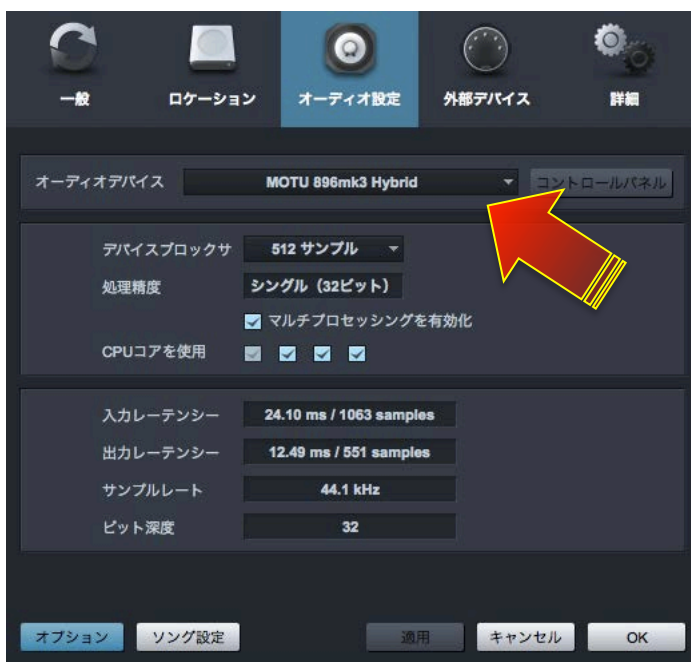 一般 ロケーション オーディオ設定 外部デバイス 詳細
オーディオデバイス MOTU 896mk3 Hybrid コントロールパネル
デバイスブロックサ 512 サンプル
処理精度 シングル（32ビット）
マルチプロセッシングを有効化
CPUコアを使用
入力レーテンシー 24.10 ms / 1063 samples
出力レーテンシー 12.49 ms / 551 samples
サンプルレート 44.1 kHz
ビット深度 32
オプション ソング設定 適用 キャンセル OK